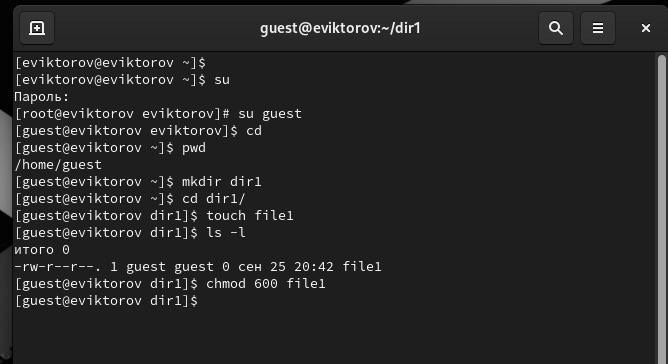 guest@eviktorov:~/dir1
[eviktorov@eviktorov ~]$
[eviktorov@eviktorov ~]$ su
Пароль:
[root@eviktorov eviktorov]# su guest
[guest@eviktorov eviktorov]$ cd
[guest@eviktorov ~]$ pwd
/home/guest
[guest@eviktorov ~]$ mkdir dir1
[guest@eviktorov ~]$ cd dir1/
[guest@eviktorov dir1]$ touch file1
[guest@eviktorov dir1]$ ls -l
итого 0
-rw-r--r--. 1 guest guest 0 сен 25 20:42 file1
[guest@eviktorov dir1]$ chmod 600 file1
[guest@eviktorov dir1]$